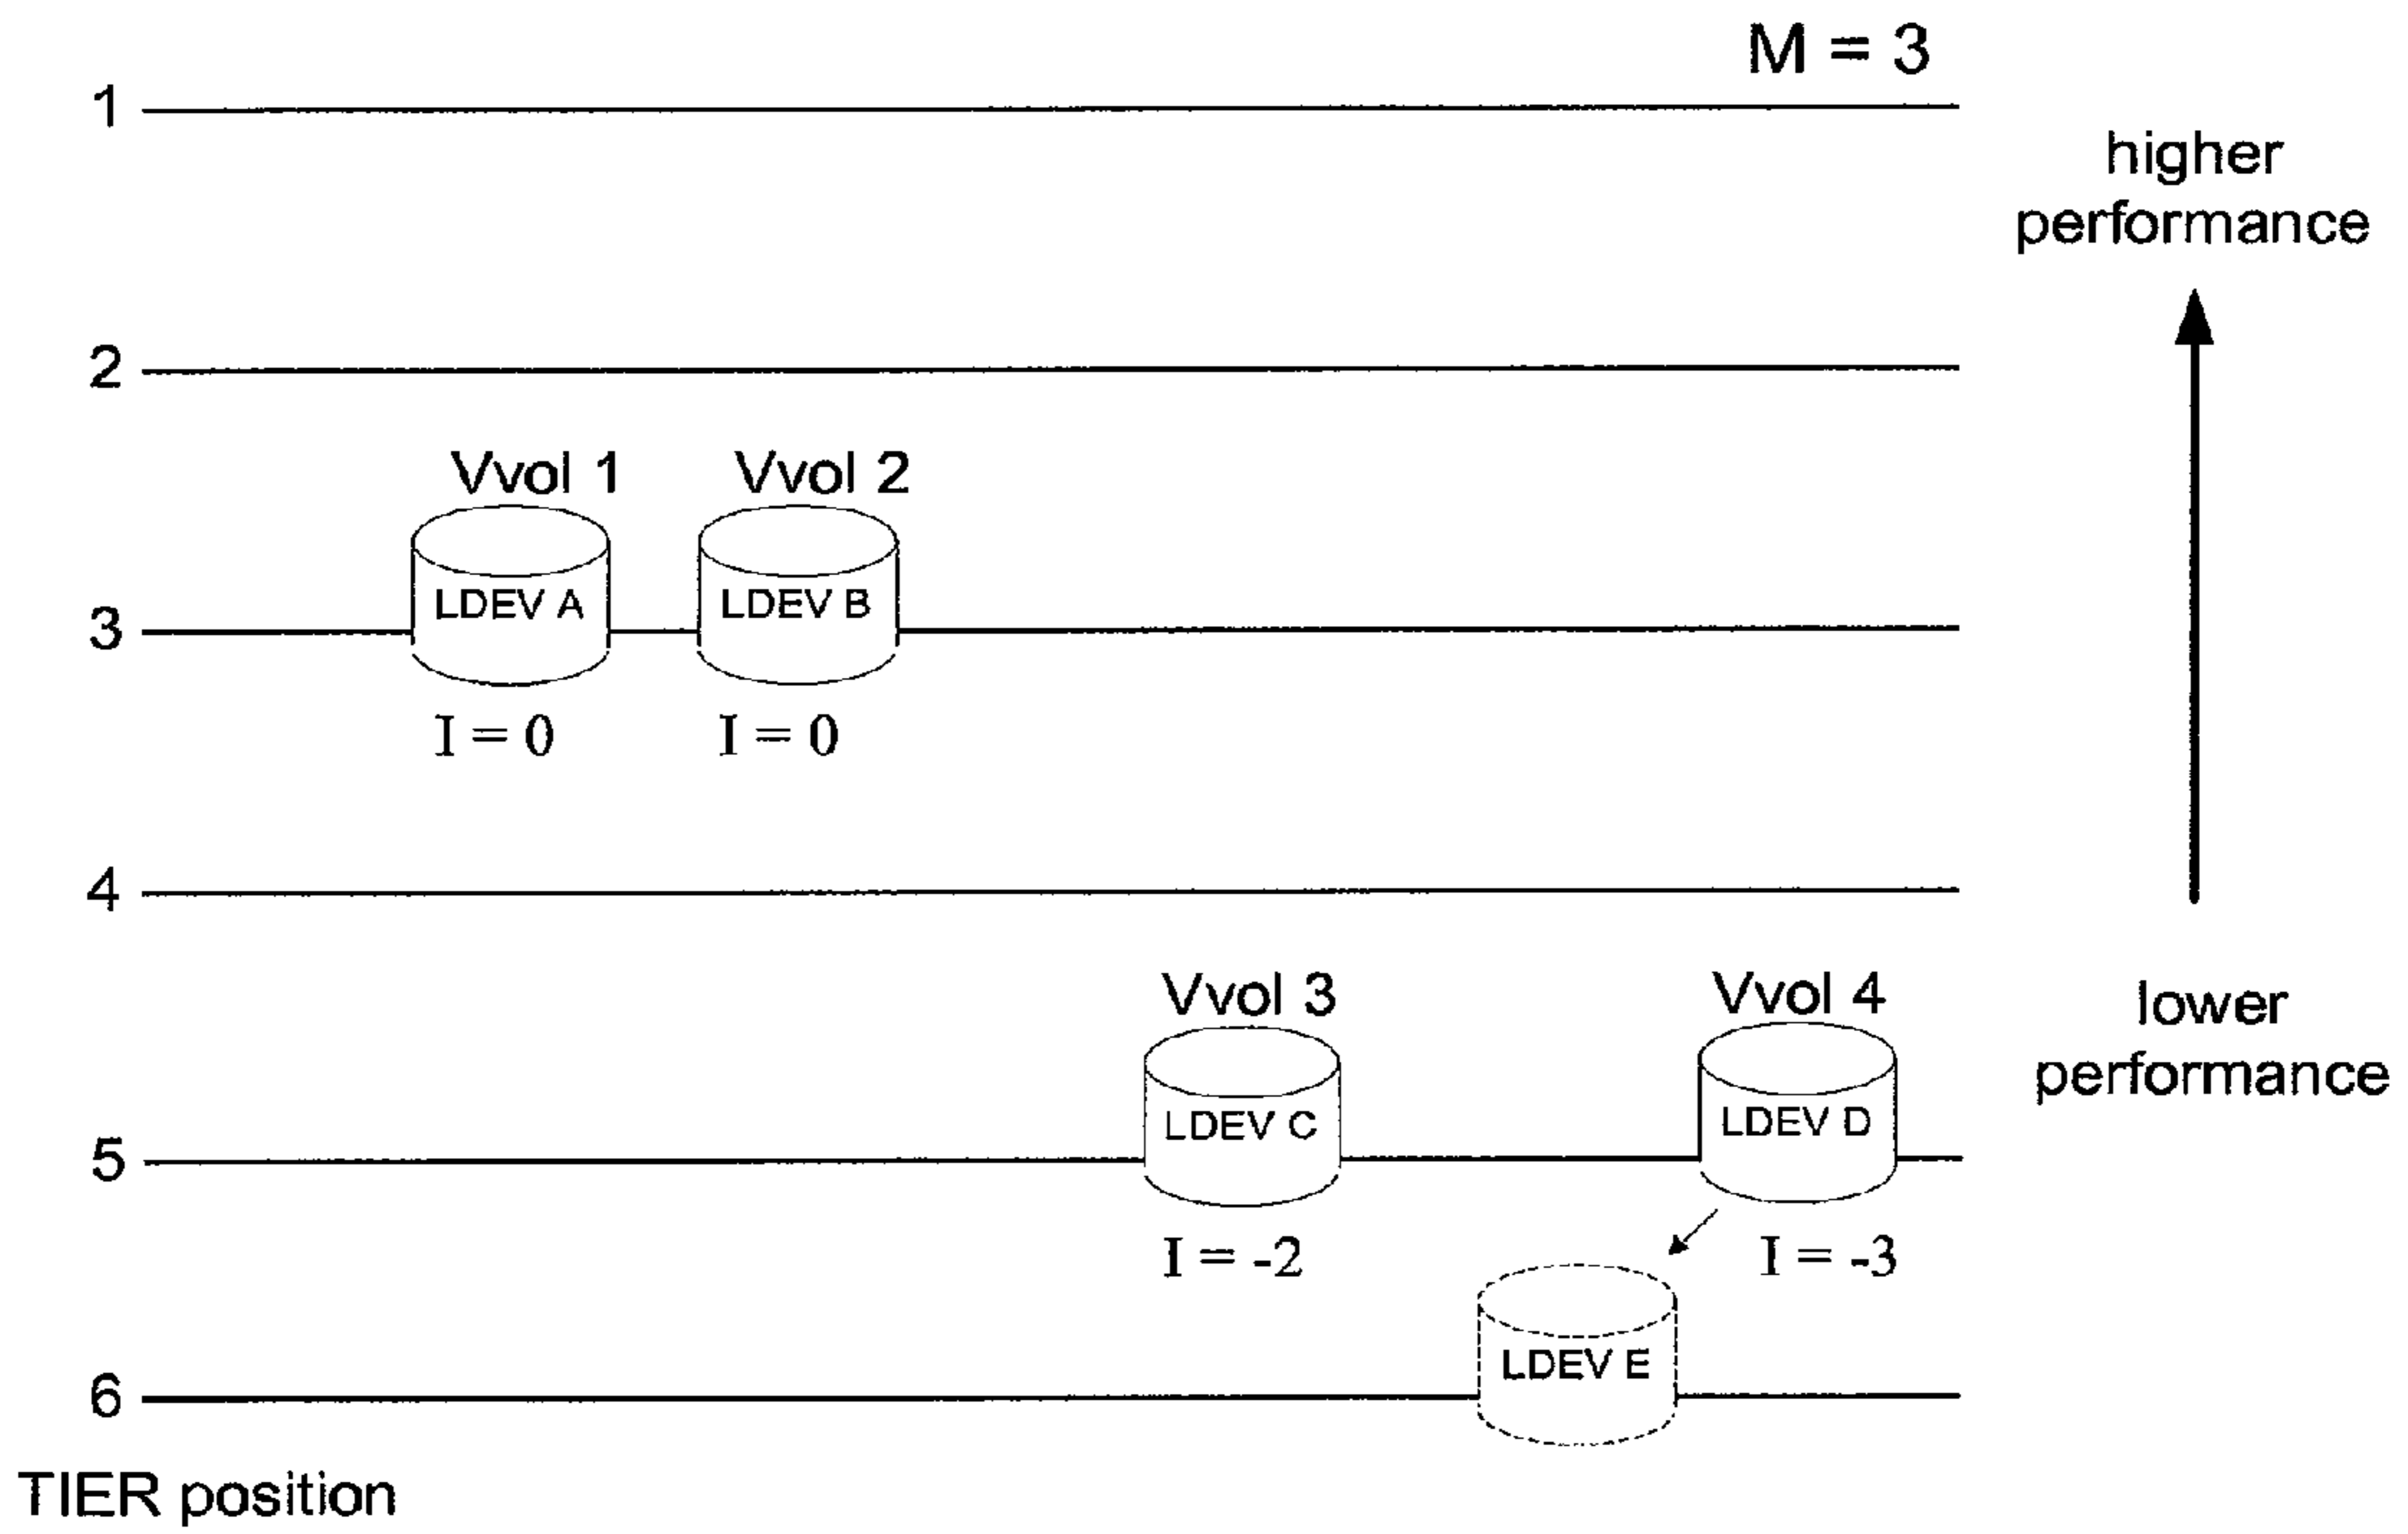 M = 3
1
higher
performance
2
Vvol 1 Vvol 2
LDEV A LDEV B
3
I = 0 I = 0
4
Vvol 3 Vvol 4
lower
performance
LDEV C LDEV D
5
I = -2 I = -3
LDEV E
6
TIER position